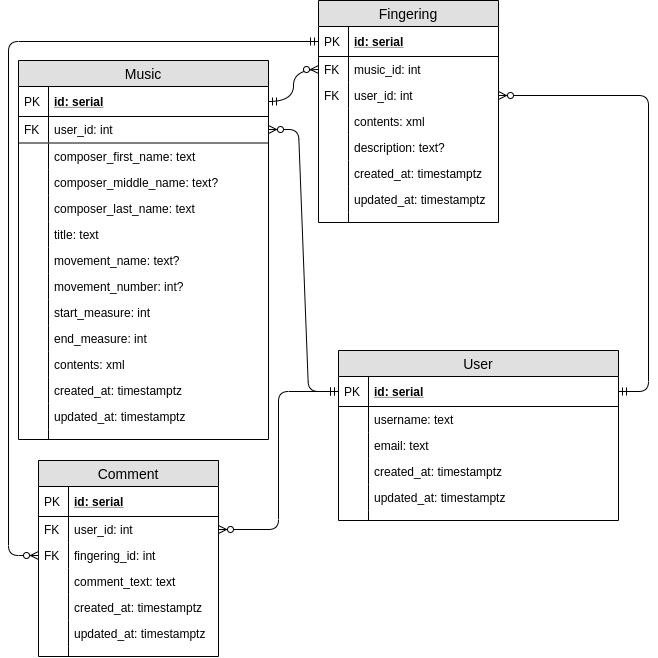 Fingering
PK id: serial
FK music_id: int
FK user_id: int
contents: xml
description: text?
created_at: timestamptz
updated_at: timestamptz
Music
PK id: serial
FK user_id: int
composer_first_name: text
composer_middle_name: text?
composer_last_name: text
title: text
movement_name: text?
movement_number: int?
start_measure: int
end_measure: int
contents: xml
created_at: timestamptz
updated_at: timestamptz
User
PK id: serial
username: text
email: text
created_at: timestamptz
updated_at: timestamptz
Comment
PK id: serial
FK user_id: int
FK fingering_id: int
comment_text: text
created_at: timestamptz
updated_at: timestamptz